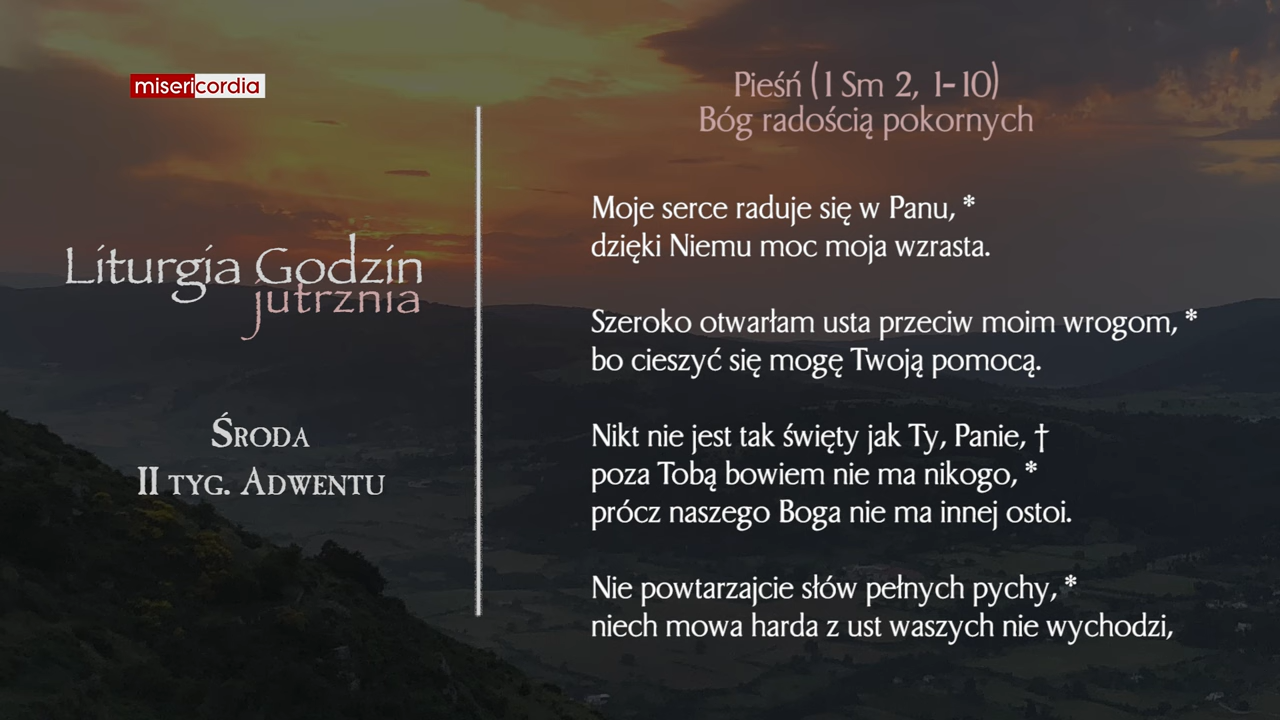 misericordia
Liturgia Godzin
jutrznia
Środa
II tyg. Adwentu
Pieśń (1 Sm 2, 1-10)
Bóg radością pokornych
Moje serce raduje się w Panu, *
dzięki Niemu moc moja wzrasta.
Szeroko otwarłam usta przeciw moim wrogom, *
bo cieszyć się mogę Twoją pomocą.
Nikt nie jest tak święty jak Ty, Panie, †
poza Tobą bowiem nie ma nikogo, *
prócz naszego Boga nie ma innej ostoi.
Nie powtarzajcie słów pełnych pychy, *
niech mowa harda z ust waszych nie wychodzi,